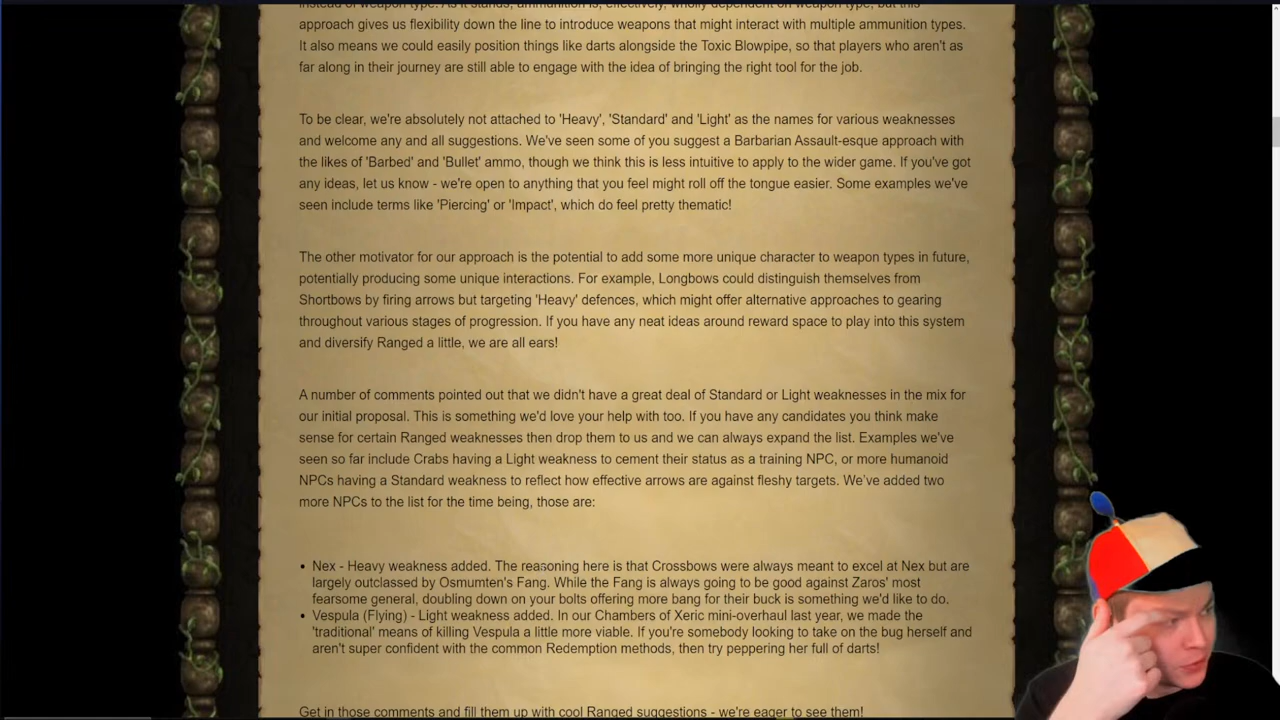 instead of weapon type. As it stands, ammunition is, effectively, wholly dependent on weapon type, but this
approach gives us flexibility down the line to introduce weapons that might interact with multiple ammunition types.
It also means we could easily position things like darts alongside the Toxic Blowpipe, so that players who aren't as
far along in their journey are still able to engage with the idea of bringing the right tool for the job.
To be clear, we're absolutely not attached to 'Heavy', 'Standard' and 'Light' as the names for various weaknesses
and welcome any and all suggestions. We've seen some of you suggest a Barbarian Assault-esque approach with
the likes of 'Barbed' and 'Bullet' ammo, though we think this is less intuitive to apply to the wider game. If you've got
any ideas, let us know - we're open to anything that you feel might roll off the tongue easier. Some examples we've
seen include terms like 'Piercing' or 'Impact', which do feel pretty thematic!
The other motivator for our approach is the potential to add some more unique character to weapon types in future,
potentially producing some unique interactions. For example, Longbows could distinguish themselves from
Shortbows by firing arrows but targeting 'Heavy' defences, which might offer alternative approaches to gearing
throughout various stages of progression. If you have any neat ideas around reward space to play into this system
and diversify Ranged a little, we are all ears!
A number of comments pointed out that we didn't have a great deal of Standard or Light weaknesses in the mix for
our initial proposal. This is something we'd love your help with too. If you have any candidates you think make
sense for certain Ranged weaknesses then drop them to us and we can always expand the list. Examples we've
seen so far include Crabs having a Light weakness to cement their status as a training NPC, or more humanoid
NPCs having a Standard weakness to reflect how effective arrows are against fleshy targets. We've added two
more NPCs to the list for the time being, those are:
• Nex - Heavy weakness added. The reasoning here is that Crossbows were always meant to excel at Nex but are
largely outclassed by Osmumten's Fang. While the Fang is always going to be good against Zaros' most
fearsome general, doubling down on your bolts offering more bang for their buck is something we'd like to do.
• Vespula (Flying) - Light weakness added. In our Chambers of Xeric mini-overhaul last year, we made the
'traditional' means of killing Vespula a little more viable. If you're somebody looking to take on the bug herself and
aren't super confident with the common Redemption methods, then try peppering her full of darts!
Get in those comments and fill them up with cool Ranged suggestions - we're eager to see them!